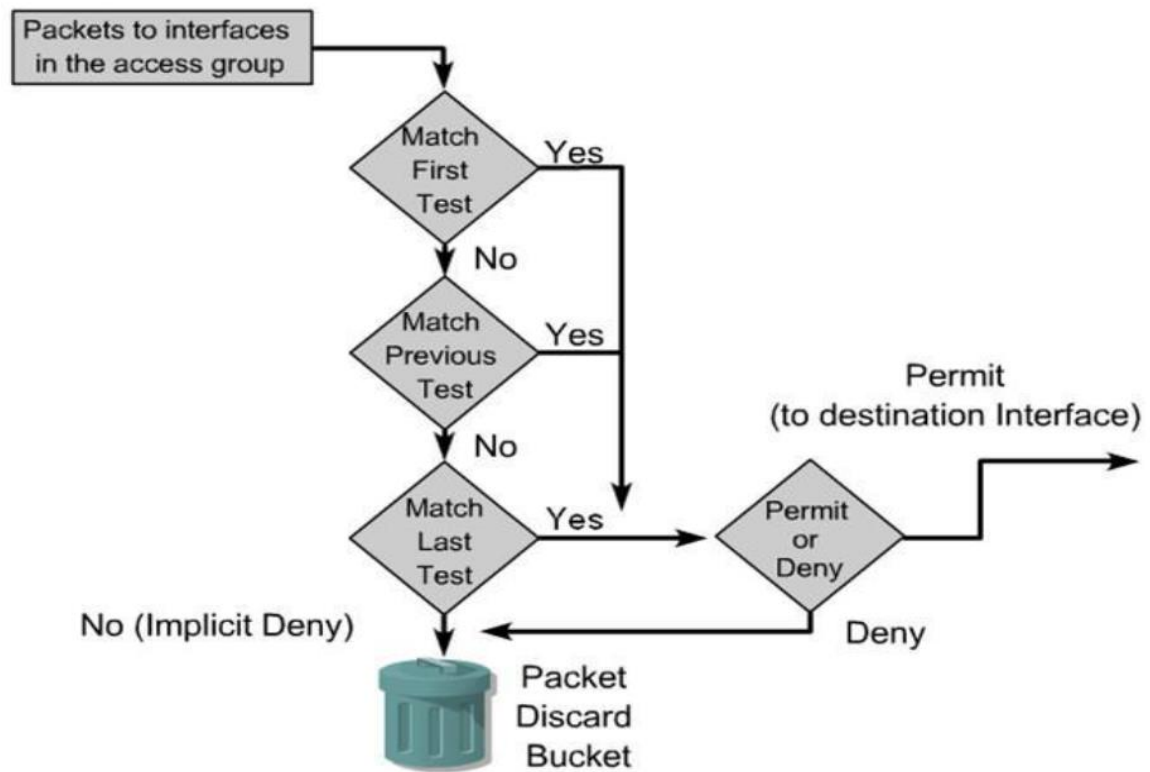 Packets to interfaces
in the access group
Match
First
Test
Yes
No
Match
Previous
Test
Yes
No
Match
Last
Test
Yes
Permit
or
Deny
Permit
(to destination Interface)
No (Implicit Deny)
Deny
Packet
Discard
Bucket